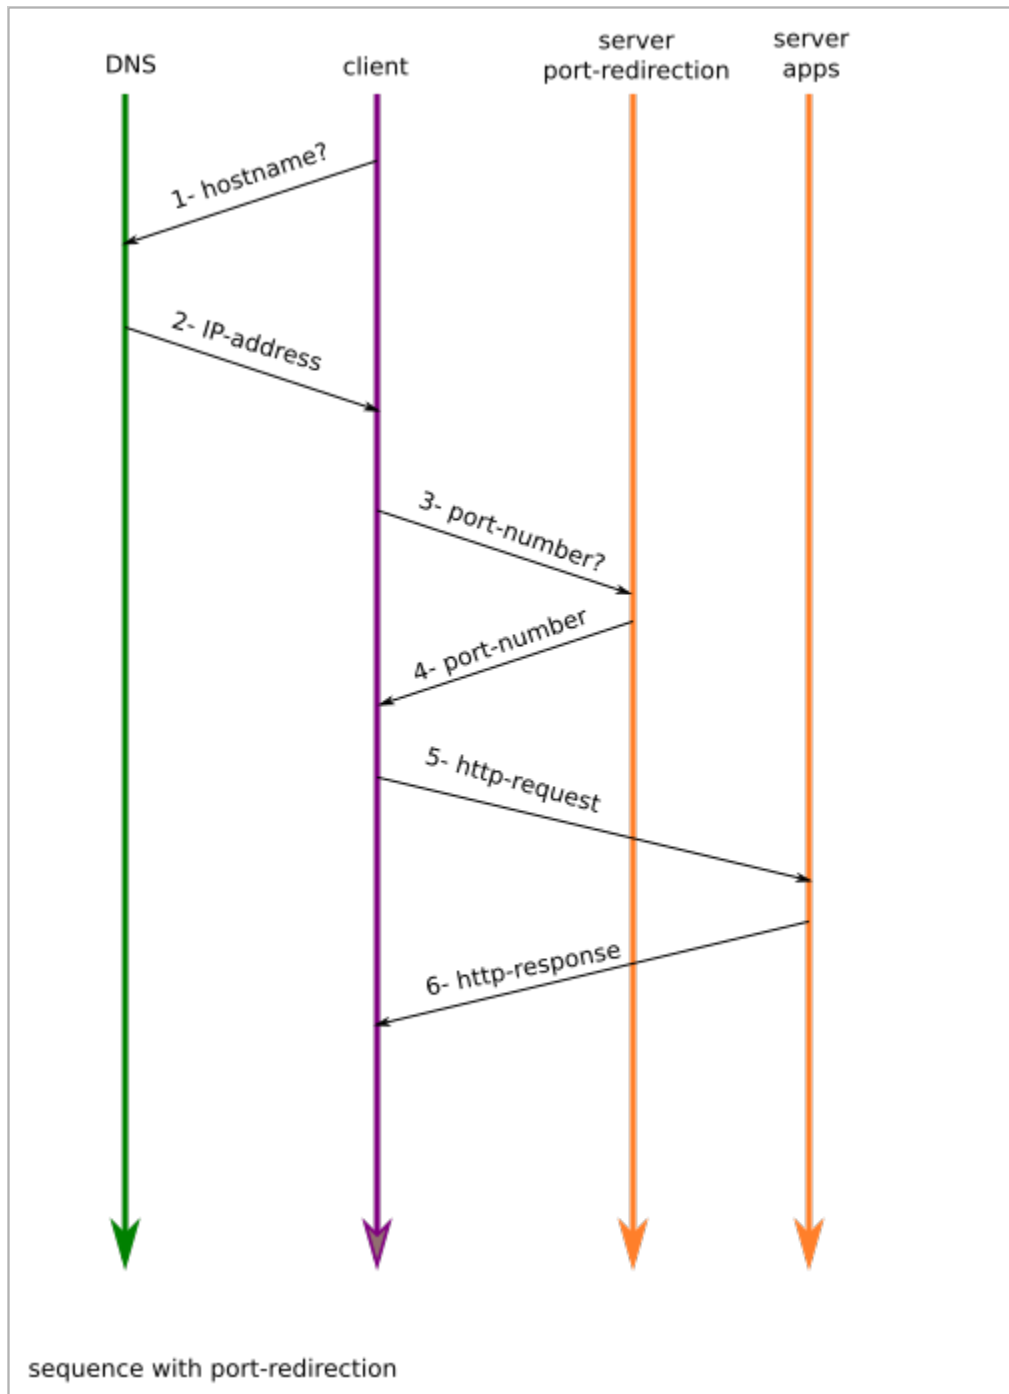 DNS
client
server
port-redirection
server
apps
1- hostname?
2- IP-address
3- port-number?
4- port-number
5- http-request
6- http-response
sequence with port-redirection